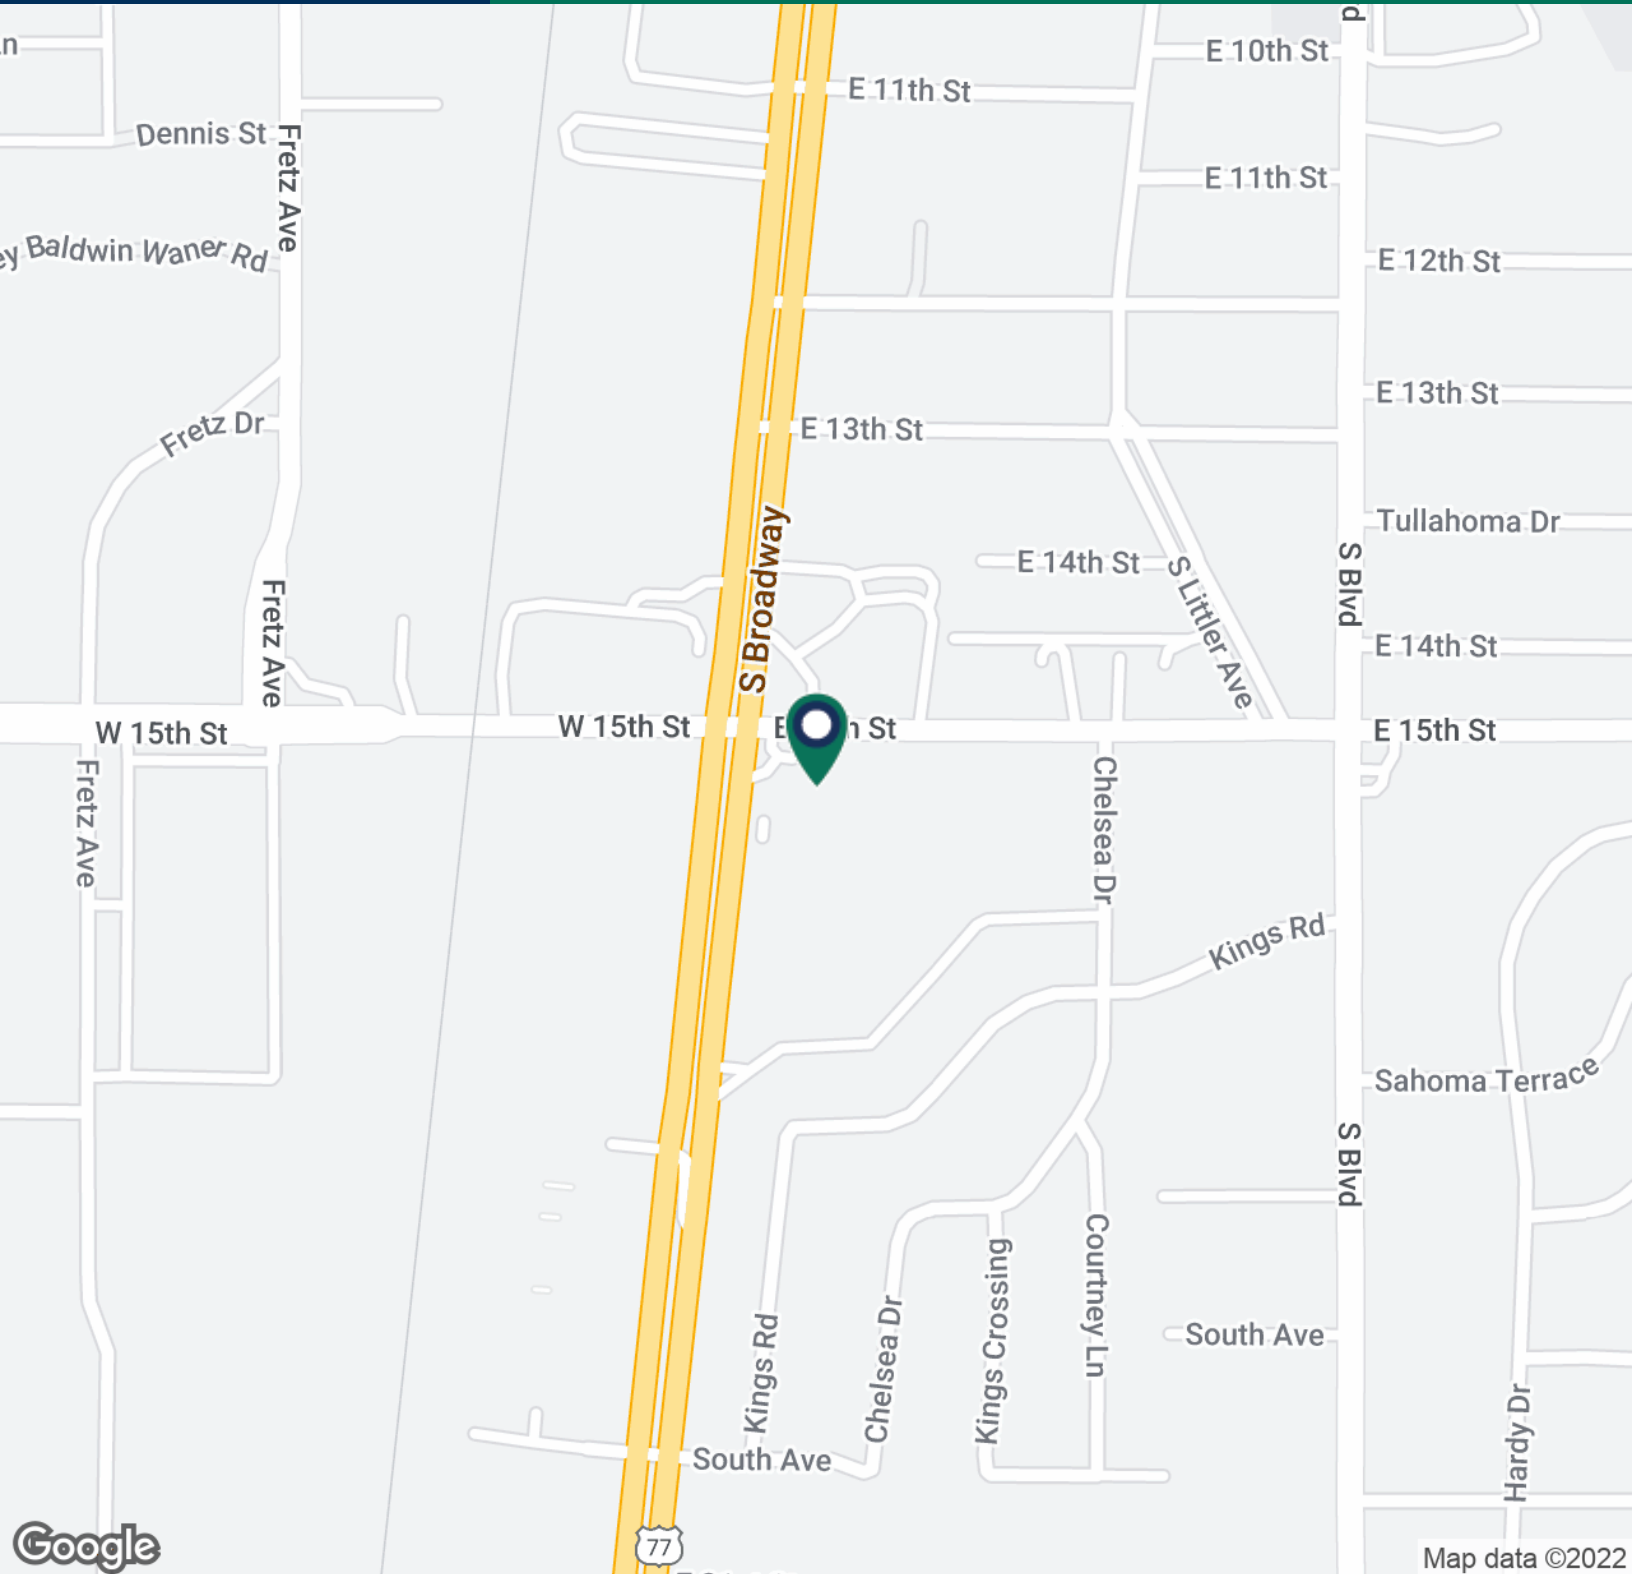 E 10th St
E 11th St
Dennis St
Fretz Ave
E 11th St
Baldwin Waner Rd
E 12th St
E 13th St
Fretz Dr
E 13th St
Tullahoma Dr
S Broadway
E 14th St
S Littler Ave
S Blvd
Fretz Ave
E 14th St
W 15th St
W 15th St
St
E 15th St
Fretz Ave
Chelsea Dr
Kings Rd
Sahoma Terrace
S Blvd
Courtney Ln
Kings Crossing
Chelsea Dr
Kings Rd
South Ave
Hardy Dr
South Ave
77
Google
Map data ©2022